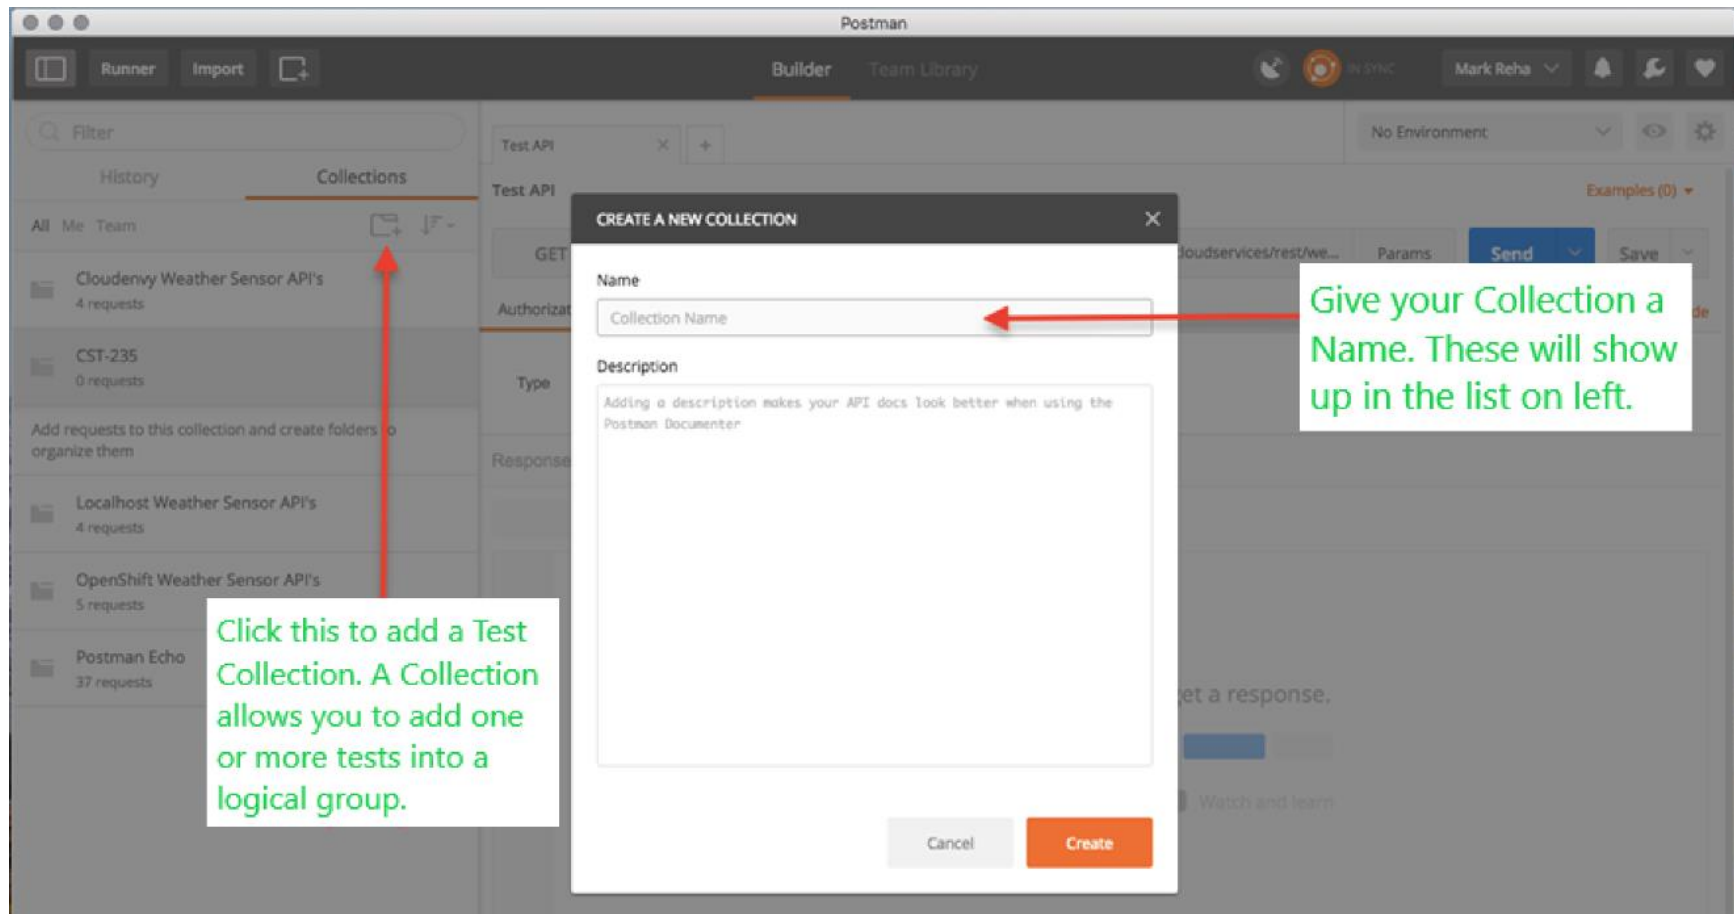 Postman
Runner Import Builder Team Library IN SYNC Mark Reha
Filter
History Collections
All Me Team
Cloudenvy Weather Sensor API's
4 requests
CST-235
0 requests
Add requests to this collection and create folders to
organize them
Localhost Weather Sensor API's
4 requests
OpenShift Weather Sensor API's
5 requests
Postman Echo
37 requests
Click this to add a Test
Collection. A Collection
allows you to add one
or more tests into a
logical group.
Test API
No Environment
Test API
Examples (0)
GET
loudservices/rest/we...
Params
Send
Save
Authorizat
de
Type
Response
CREATE A NEW COLLECTION
Name
Collection Name
Description
Adding a description makes your API docs look better when using the
Postman Documenter
Cancel
Create
Give your Collection a
Name. These will show
up in the list on left.
get a response.
Watch and learn